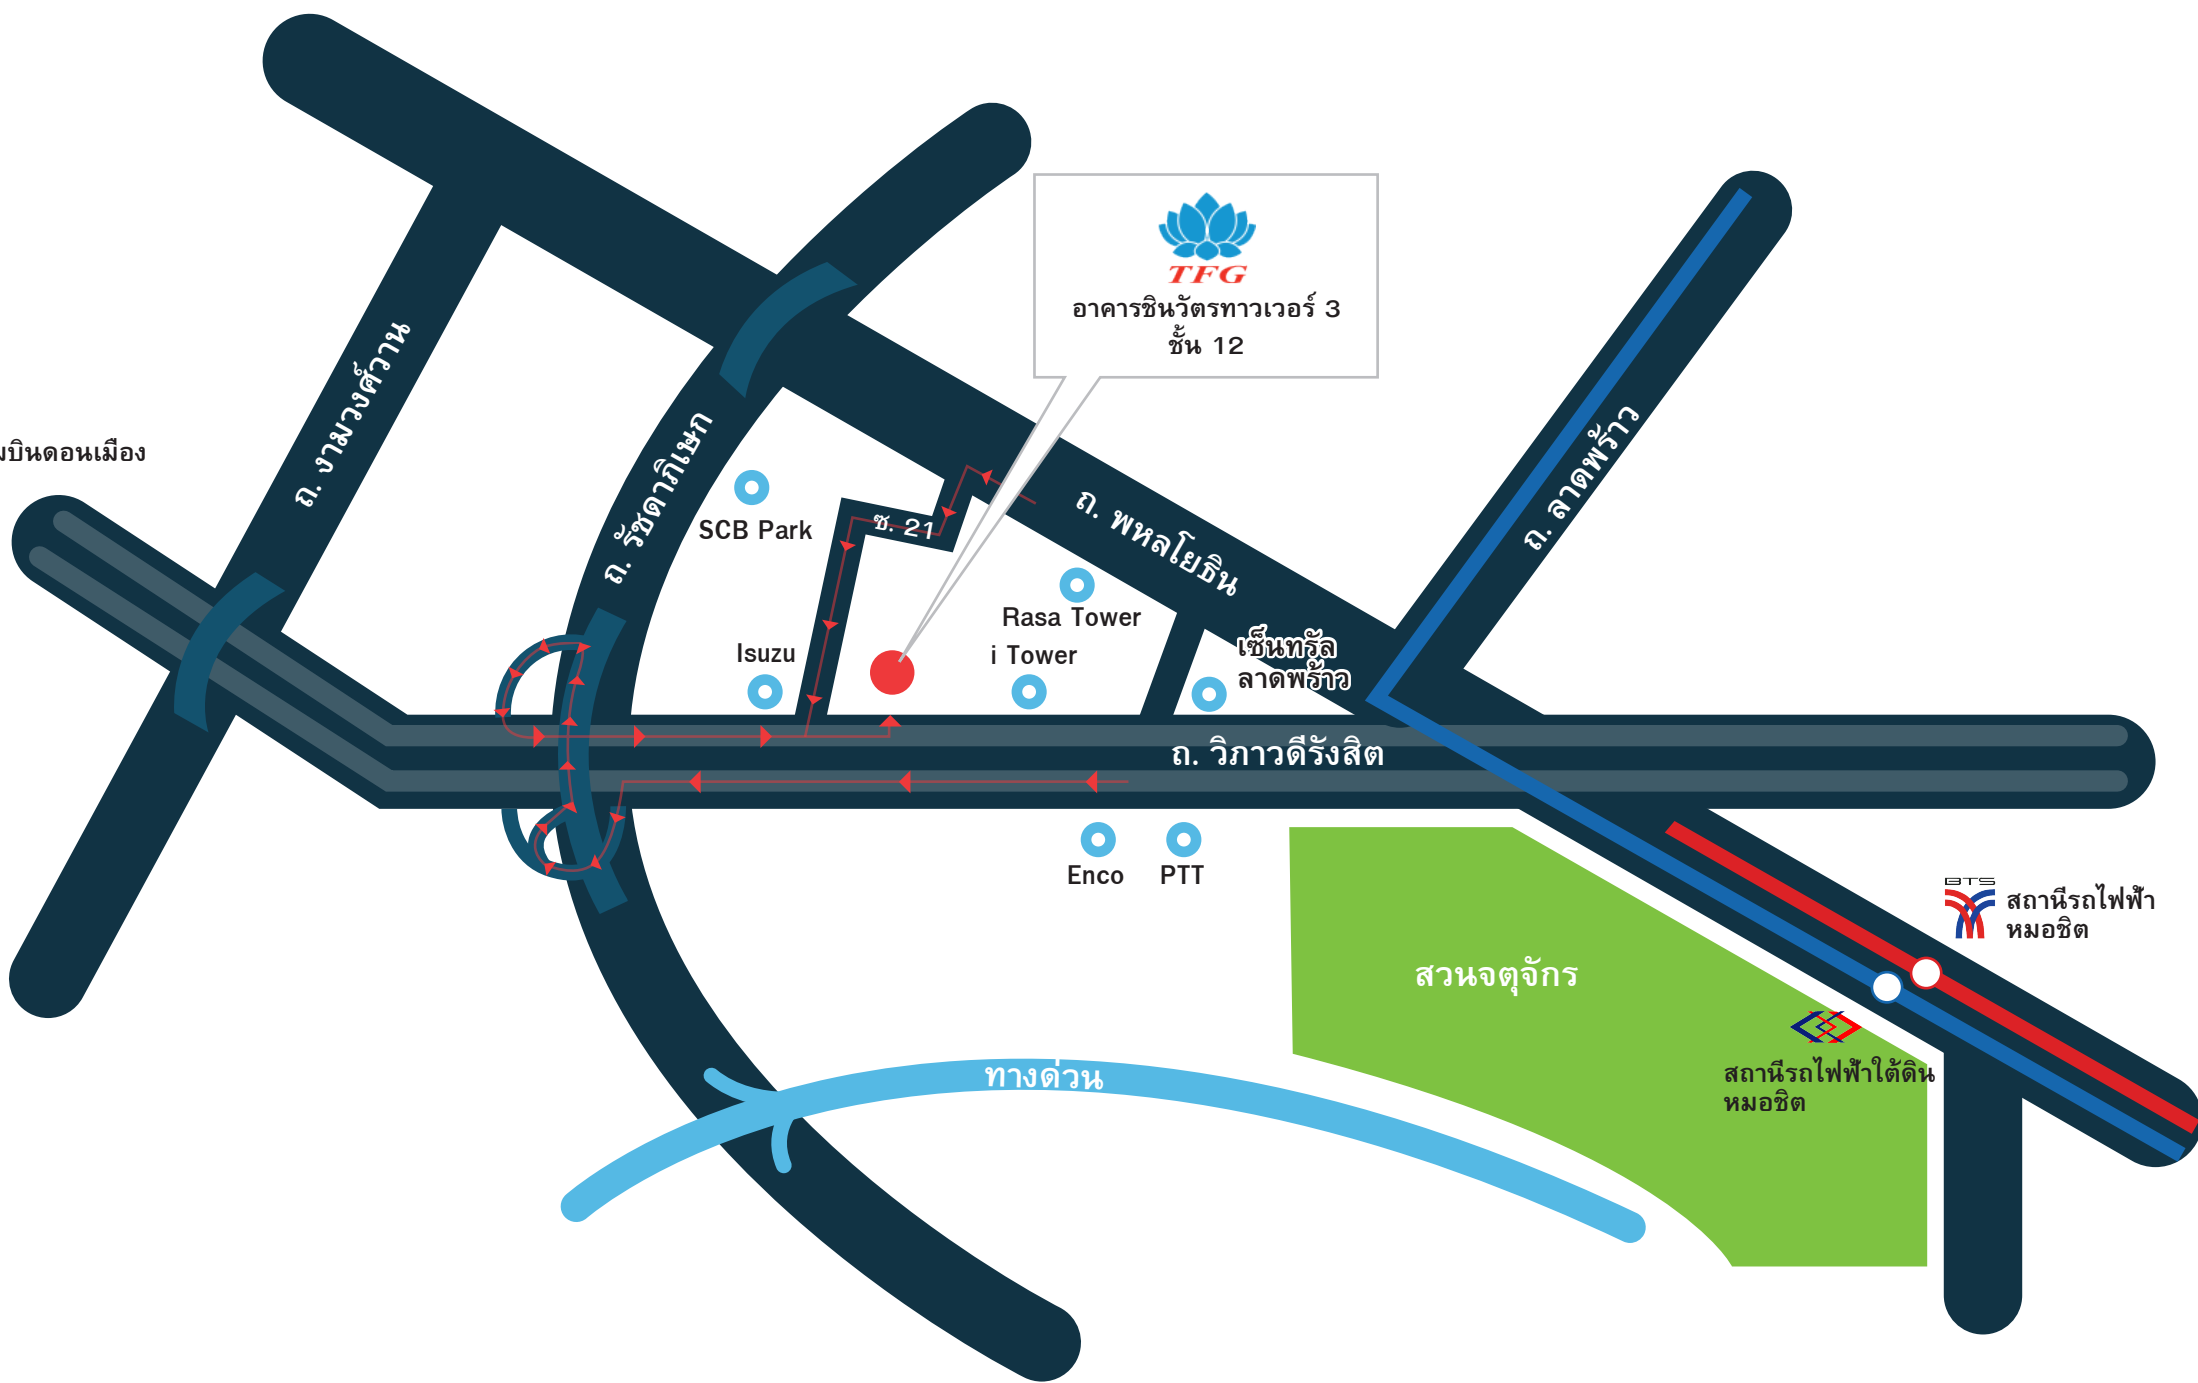 TFG
อาคารชินวัตรทาวเวอร์ 3
ชั้น 12
ถ. งามวงศ์วาน
ถ. รัชดาภิเษก
ถ. ลาดพร้าว
ถ. พหลโยธิน
บินดอนเมือง
SCB Park
ซ. 21
Rasa Tower
Isuzu
i Tower
เซ็นทรัล
ลาดพร้าว
ถ. วิภาวดีรังสิต
Enco
PTT
BTS
สถานีรถไฟฟ้า
หมอชิต
สวนจตุจักร
สถานีรถไฟฟ้าใต้ดิน
หมอชิต
ทางด่วน